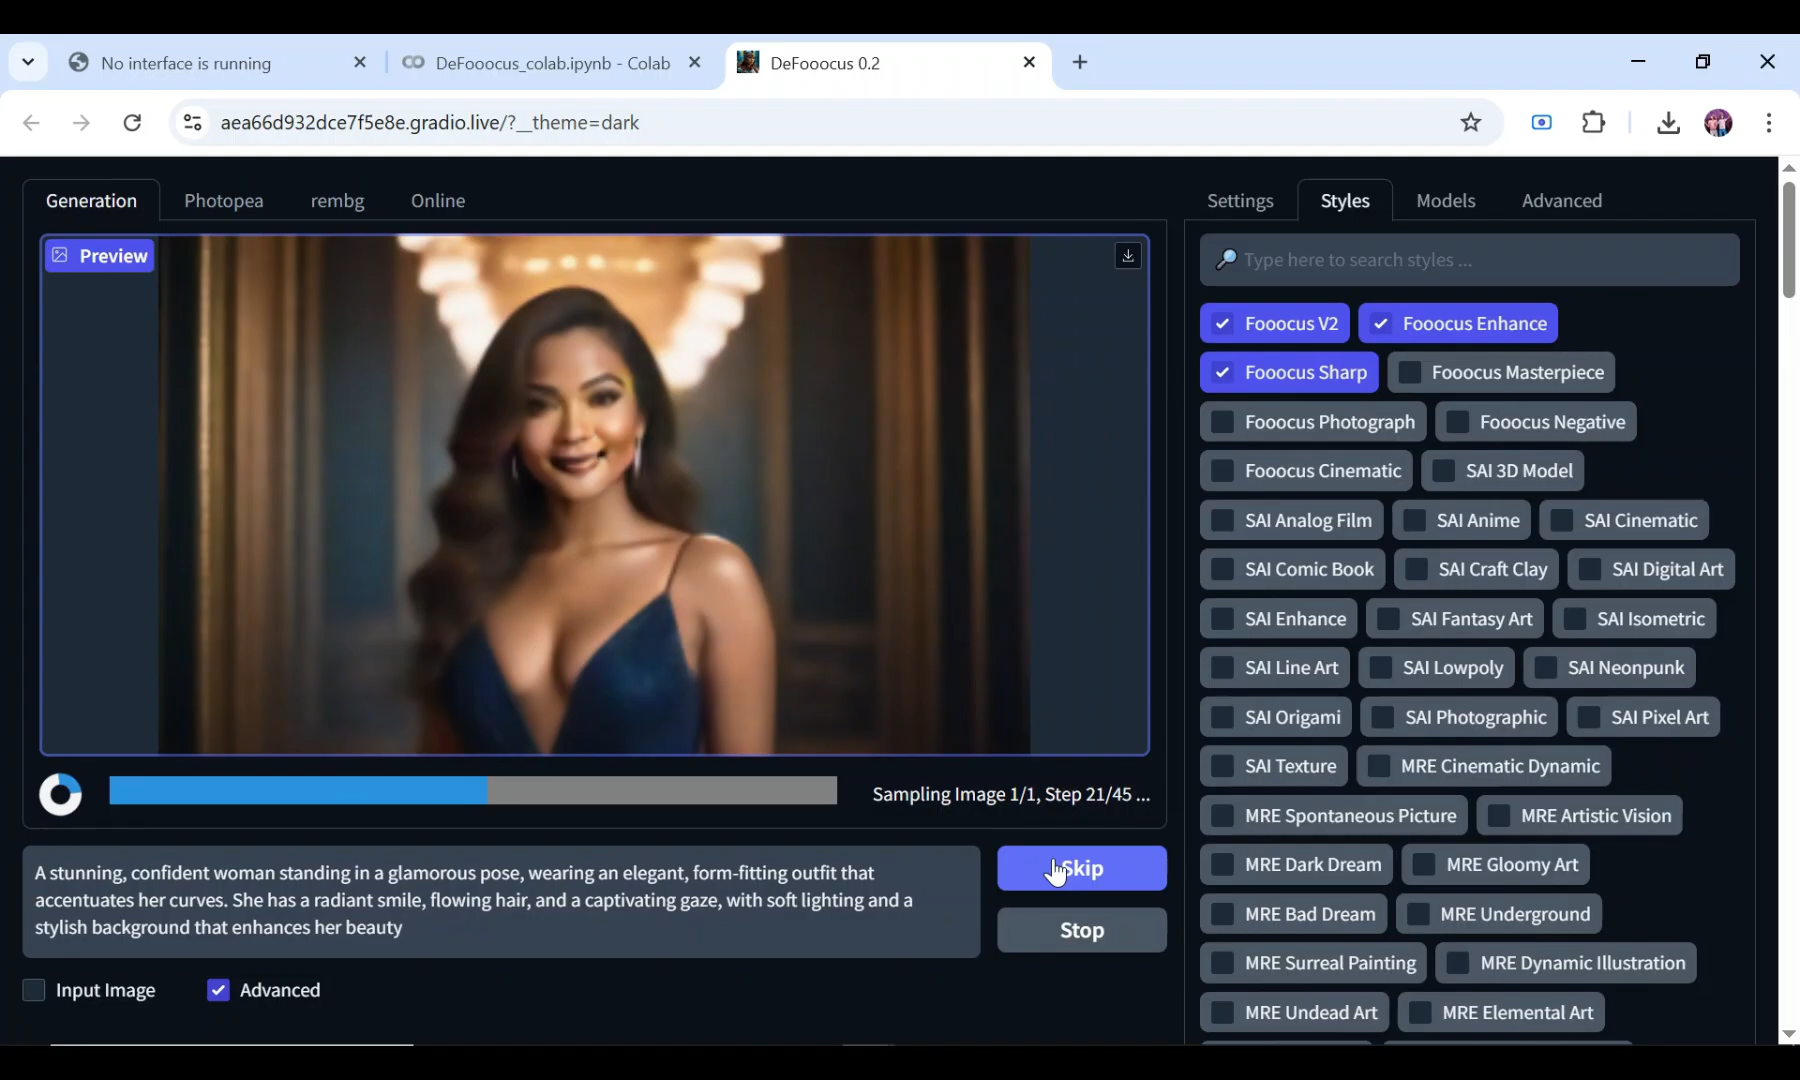 No interface is running
DeFooocus_colab.ipynb - Colab
DeFooocus 0.2
aea66d932dce7f5e8e.gradio.live/?__theme=dark
Generation
Photopea
rembg
Online
Settings
Styles
Models
Advanced
Preview
Type here to search styles ...
Fooocus V2
Fooocus Enhance
Fooocus Sharp
Fooocus Masterpiece
Fooocus Photograph
Fooocus Negative
Fooocus Cinematic
SAI 3D Model
SAI Analog Film
SAI Anime
SAI Cinematic
SAI Comic Book
SAI Craft Clay
SAI Digital Art
SAI Enhance
SAI Fantasy Art
SAI Isometric
SAI Line Art
SAI Lowpoly
SAI Neonpunk
SAI Origami
SAI Photographic
SAI Pixel Art
SAI Texture
MRE Cinematic Dynamic
MRE Spontaneous Picture
MRE Artistic Vision
MRE Dark Dream
MRE Gloomy Art
MRE Bad Dream
MRE Underground
MRE Surreal Painting
MRE Dynamic Illustration
MRE Undead Art
MRE Elemental Art
Sampling Image 1/1, Step 21/45 ...
A stunning, confident woman standing in a glamorous pose, wearing an elegant, form-fitting outfit that
accentuates her curves. She has a radiant smile, flowing hair, and a captivating gaze, with soft lighting and a
stylish background that enhances her beauty
Skip
Stop
Input Image
Advanced